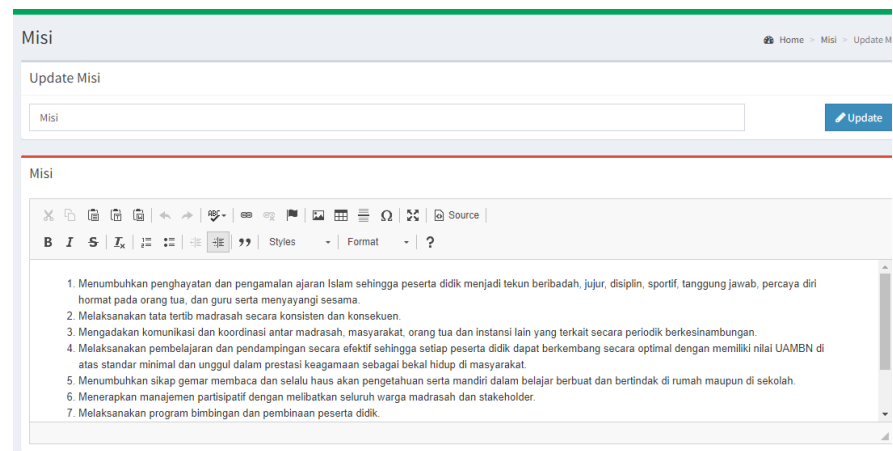 Misi
Home > Misi > Update M
Update Misi
Misi
Update
Misi
ABC
Source
B I S Ix Styles Format ?
1. Menumbuhkan penghayatan dan pengamalan ajaran Islam sehingga peserta didik menjadi tekun beribadah, jujur, disiplin, sportif, tanggung jawab, percaya diri
hormat pada orang tua, dan guru serta menyayangi sesama.
2. Melaksanakan tata tertib madrasah secara konsisten dan konsekuen.
3. Mengadakan komunikasi dan koordinasi antar madrasah, masyarakat, orang tua dan instansi lain yang terkait secara periodik berkesinambungan.
4. Melaksanakan pembelajaran dan pendampingan secara efektif sehingga setiap peserta didik dapat berkembang secara optimal dengan memiliki nilai UAMBN di
atas standar minimal dan unggul dalam prestasi keagamaan sebagai bekal hidup di masyarakat.
5. Menumbuhkan sikap gemar membaca dan selalu haus akan pengetahuan serta mandiri dalam belajar berbuat dan bertindak di rumah maupun di sekolah.
6. Menerapkan manajemen partisipatif dengan melibatkan seluruh warga madrasah dan stakeholder.
7. Melaksanakan program bimbingan dan pembinaan peserta didik.